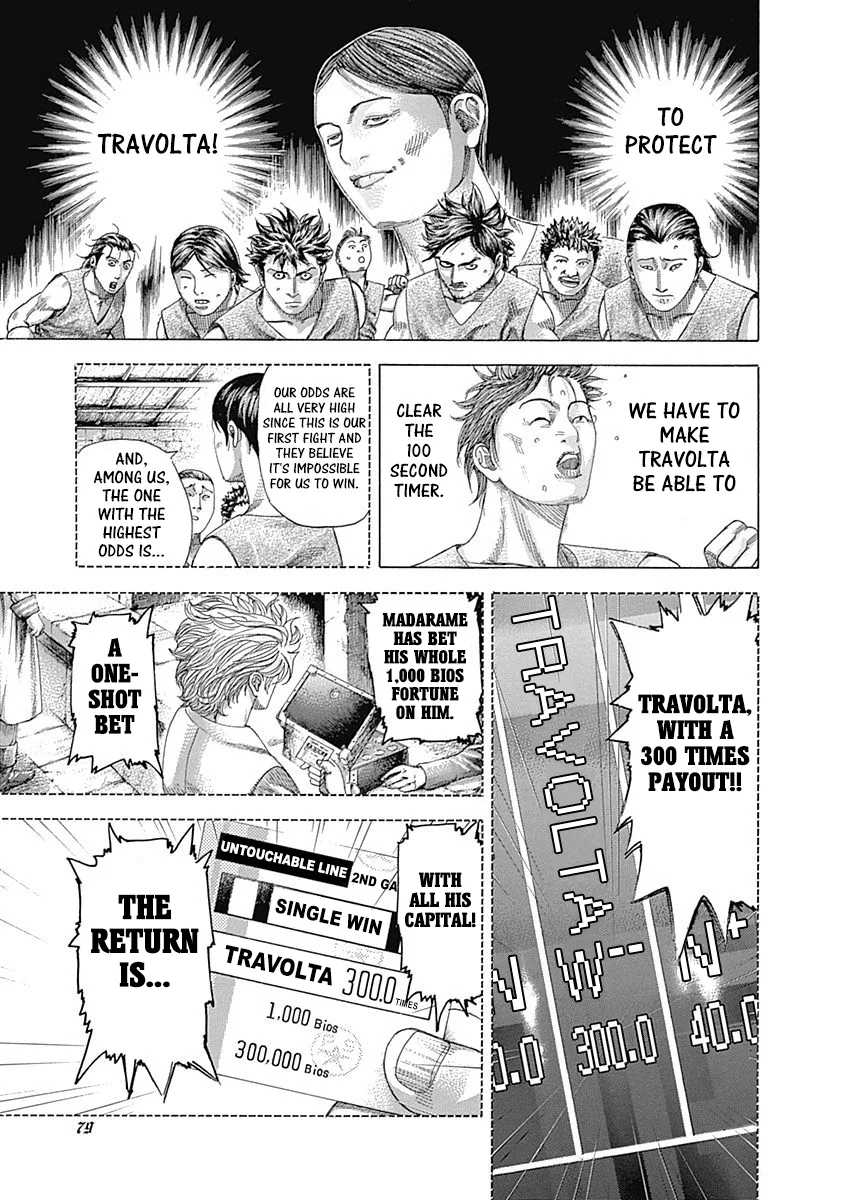 TO
PROTECT
TRAVOLTA!
WE HAVE TO
MAKE
TRAVOLTA
BE ABLE TO
CLEAR
THE
100
SECOND
TIMER.
OUR ODDS ARE
ALL VERY HIGH
SINCE THIS IS OUR
FIRST FIGHT AND
THEY BELIEVE
IT'S IMPOSSIBLE
FOR US TO WIN.
AND,
AMONG US,
THE ONE
WITH THE
HIGHEST
ODDS IS...
TRAVOLTA,
WITH A
300 TIMES
PAYOUT!!
TRAVOLTA
300.0
40.0
MADARAME
HAS BET
HIS WHOLE
1,000 BIOS
FORTUNE
ON HIM.
A
ONE-
SHOT
BET
WITH
ALL HIS
CAPITAL!
UNTOUCHABLE LINE 2ND GA
SINGLE WIN
TRAVOLTA 300.0 TIMES
1,000 Bios
300,000 Bios
THE
RETURN
IS...
79